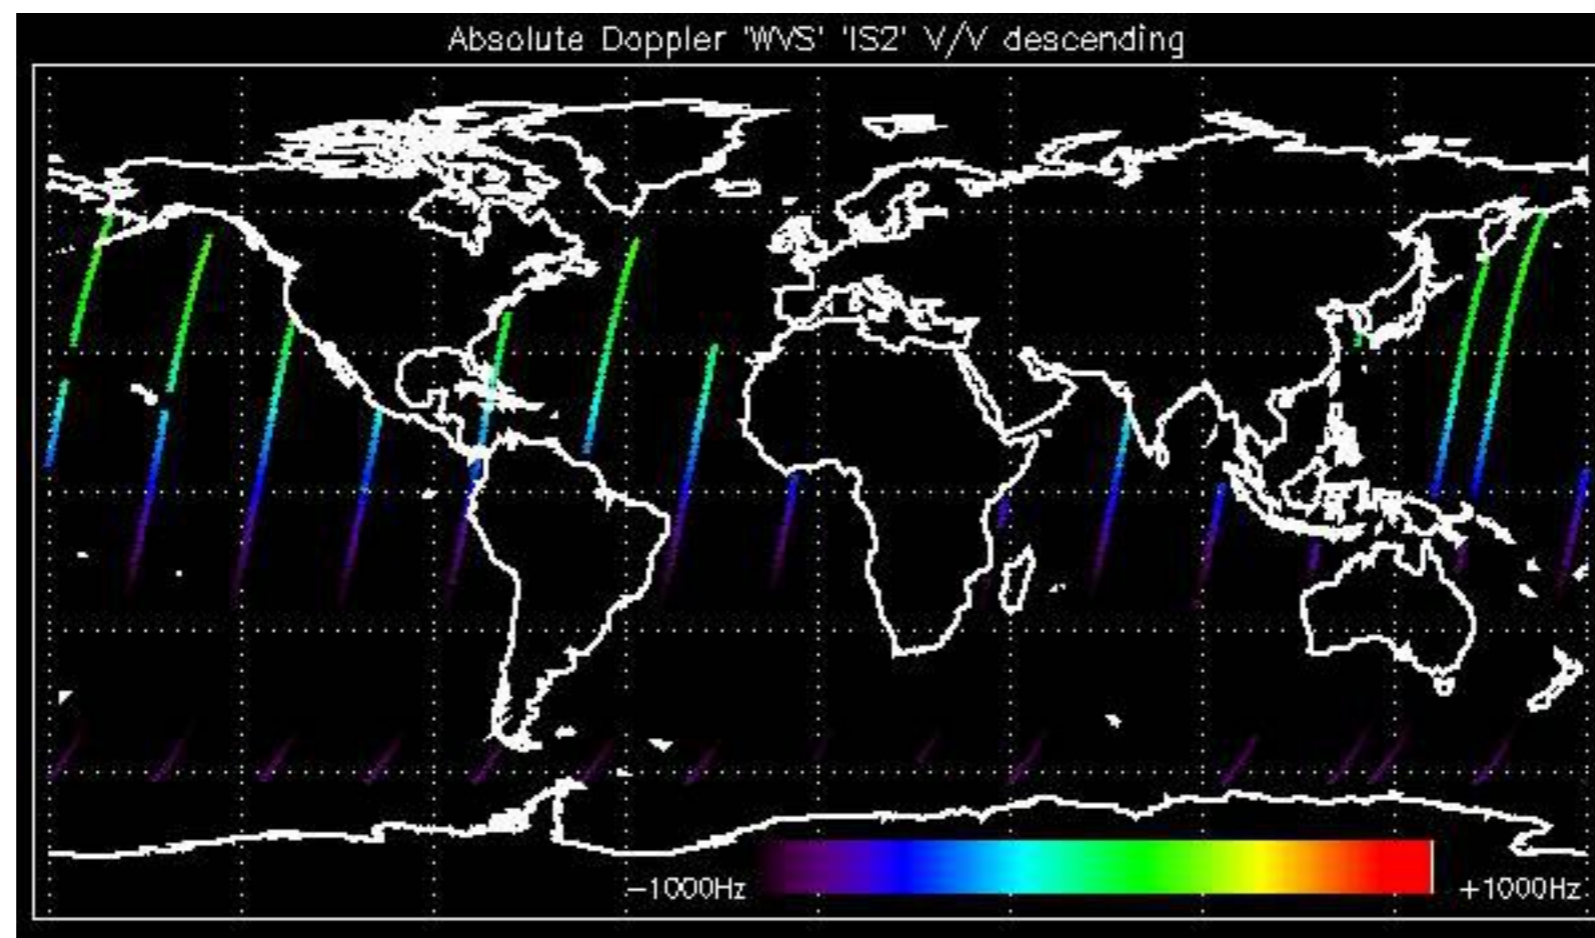 Absolute Doppler 'WVS' 'IS2' V/V descending
−1000Hz +1000Hz